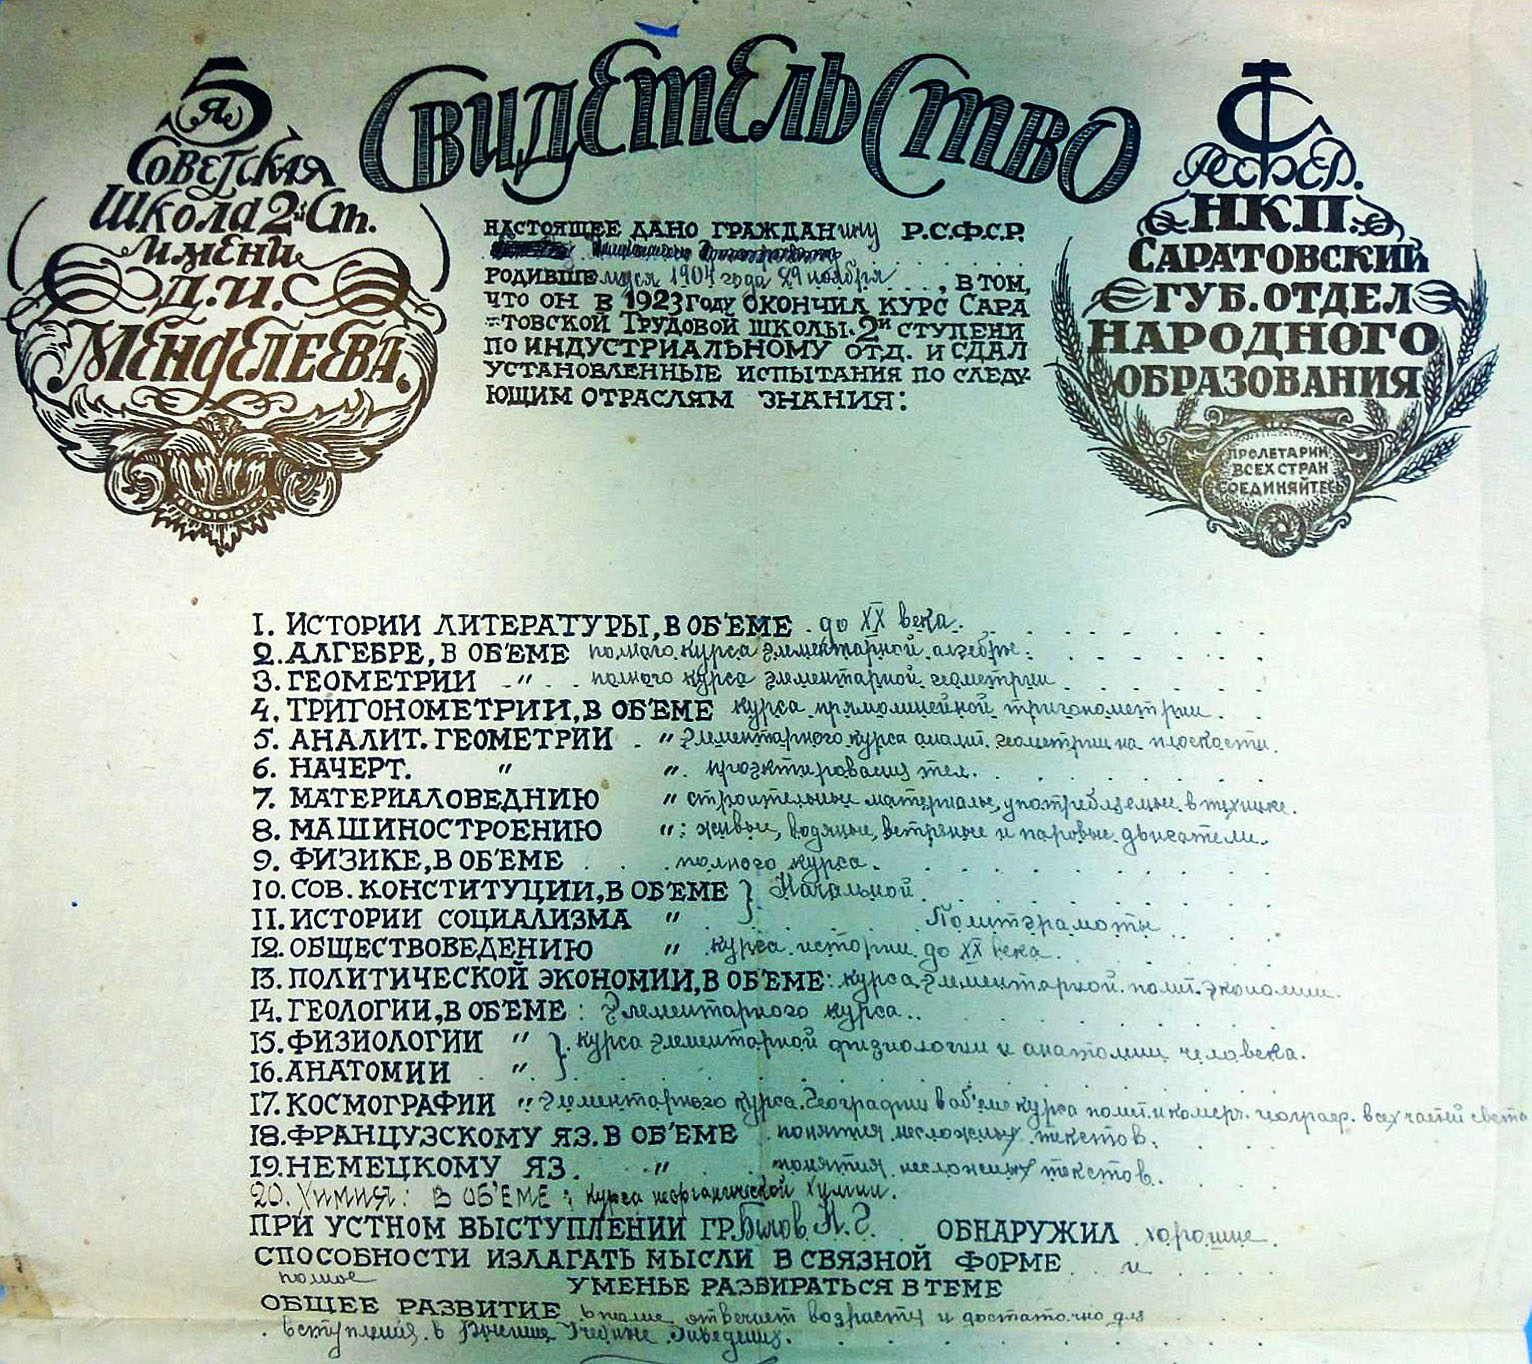 5я
Советская
Школа 2й Ст.
имени
Д.И.
Менделеева.
Свидетельство
Р.С.Ф.С.Р.
НКП.
Саратовский
губ. отдел
народного
образования
Пролетарии
всех стран
соединяйтесь
Настоящее дано гражданину Р.С.Ф.С.Р.
родившемуся 1904 года 29 ноября, в том,
что он в 1923 году окончил курс Сара
-товской Трудовой школы 2й ступени
по индустриальному отд. и сдал
установленные испытания по следу-
ющим отраслям знания:
1. Истории литературы, в об'еме до XX века.
2. Алгебре, в об'еме полного курса элементарной алгебры.
3. Геометрии -"- полного курса элементарной геометрии
4. Тригонометрии, в об'еме курса прямолинейной тригонометрии.
5. Аналит. геометрии " элементарного курса аналит. геометрии на плоскости.
6. Начерт. " " проэктирования тел.
7. Материаловеднию " строительные материалы, употребляемые в технике.
8. Машиностроению ": живые, водяные, ветряные и паровые двигатели.
9. Физике, в об'еме полного курса.
10. Сов. конституции, в об'еме } Начальной
11. Истории социализма " Политграмоты
12. Обществоведению " курса истории до XX века.
13. Политической экономии, в об'еме: курса элементарной полит. экономии.
14. Геологии, в об'еме: Элементарного курса..
15. Физиологии " } курса элементарной физиологии и анатомии человека.
16. Анатомии "
17. Космографии " элементарного курса. Географии в об'еме курса полит. и комерч. географ. всех частей света
18. Французскому яз. в об'еме понятия несложных текстов.
19. Немецкому яз. " понятия несложных текстов.
20. Химия: в об'еме: курса неорганической химии.
При устном выступлении гр. Белов Н. Г. обнаружил хорошие
способности излагать мысли в связной форме и
полное уменье разбираться в теме
Общее развитие вполне отвечает возрасту и достаточно для
вступления в Высшие Учебные Заведения.